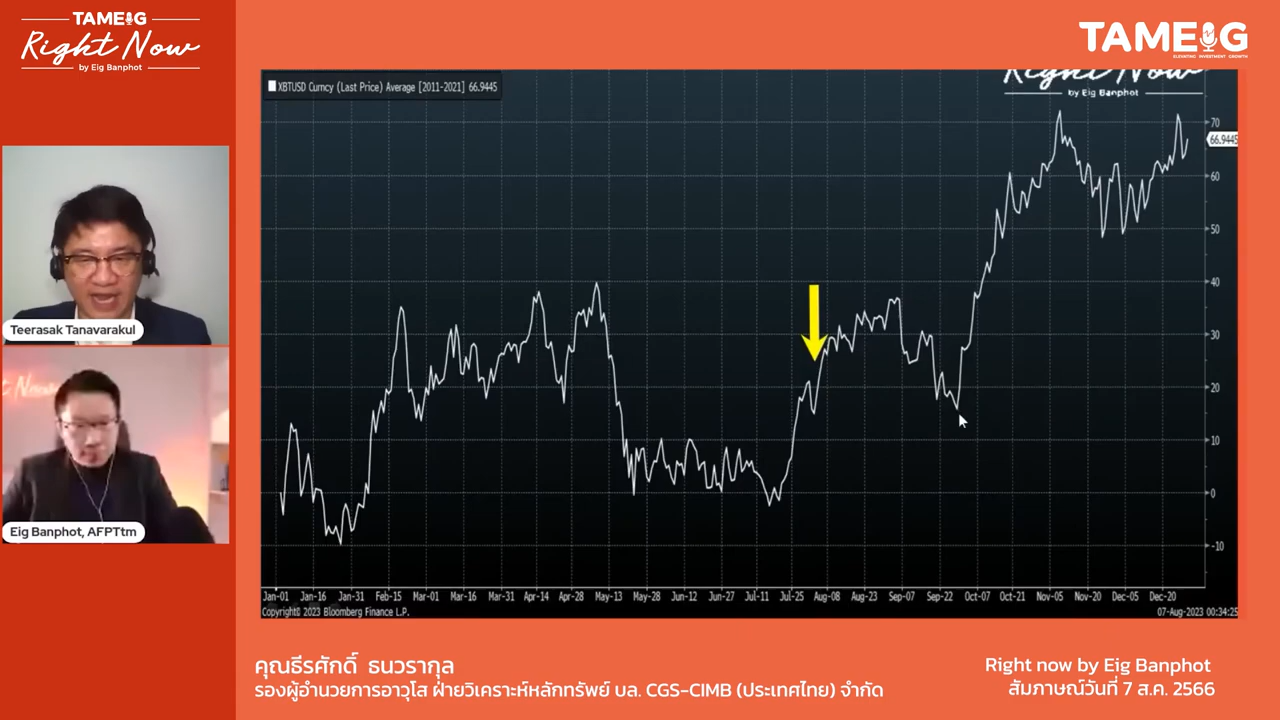 TAMEIG
Right Now
by Eig Banphot
TAMEIG
ELEVATING INVESTMENT GROWTH
Right Now
by Eig Banphot
XBTUSD Curncy (Last Price) Average [2011-2021] 66.9445
70
66.9445
60
50
40
30
20
10
0
-10
Jan-01 Jan-16 Jan-31 Feb-15 Mar-01 Mar-16 Mar-31 Apr-14 Apr-28 May-13 May-28 Jun-12 Jun-27 Jul-11 Jul-25 Aug-08 Aug-23 Sep-07 Sep-22 Oct-07 Oct-21 Nov-05 Nov-20 Dec-05 Dec-20
Copyright© 2023 Bloomberg Finance L.P.
07-Aug-2023 00:34:25
Teerasak Tanavarakul
Eig Banphot, AFPTtm
คุณธีรศักดิ์ ธนวรากุล
รองผู้อำนวยการอาวุโส ฝ่ายวิเคราะห์หลักทรัพย์ บล. CGS-CIMB (ประเทศไทย) จำกัด
Right now by Eig Banphot
สัมภาษณ์วันที่ 7 ส.ค. 2566